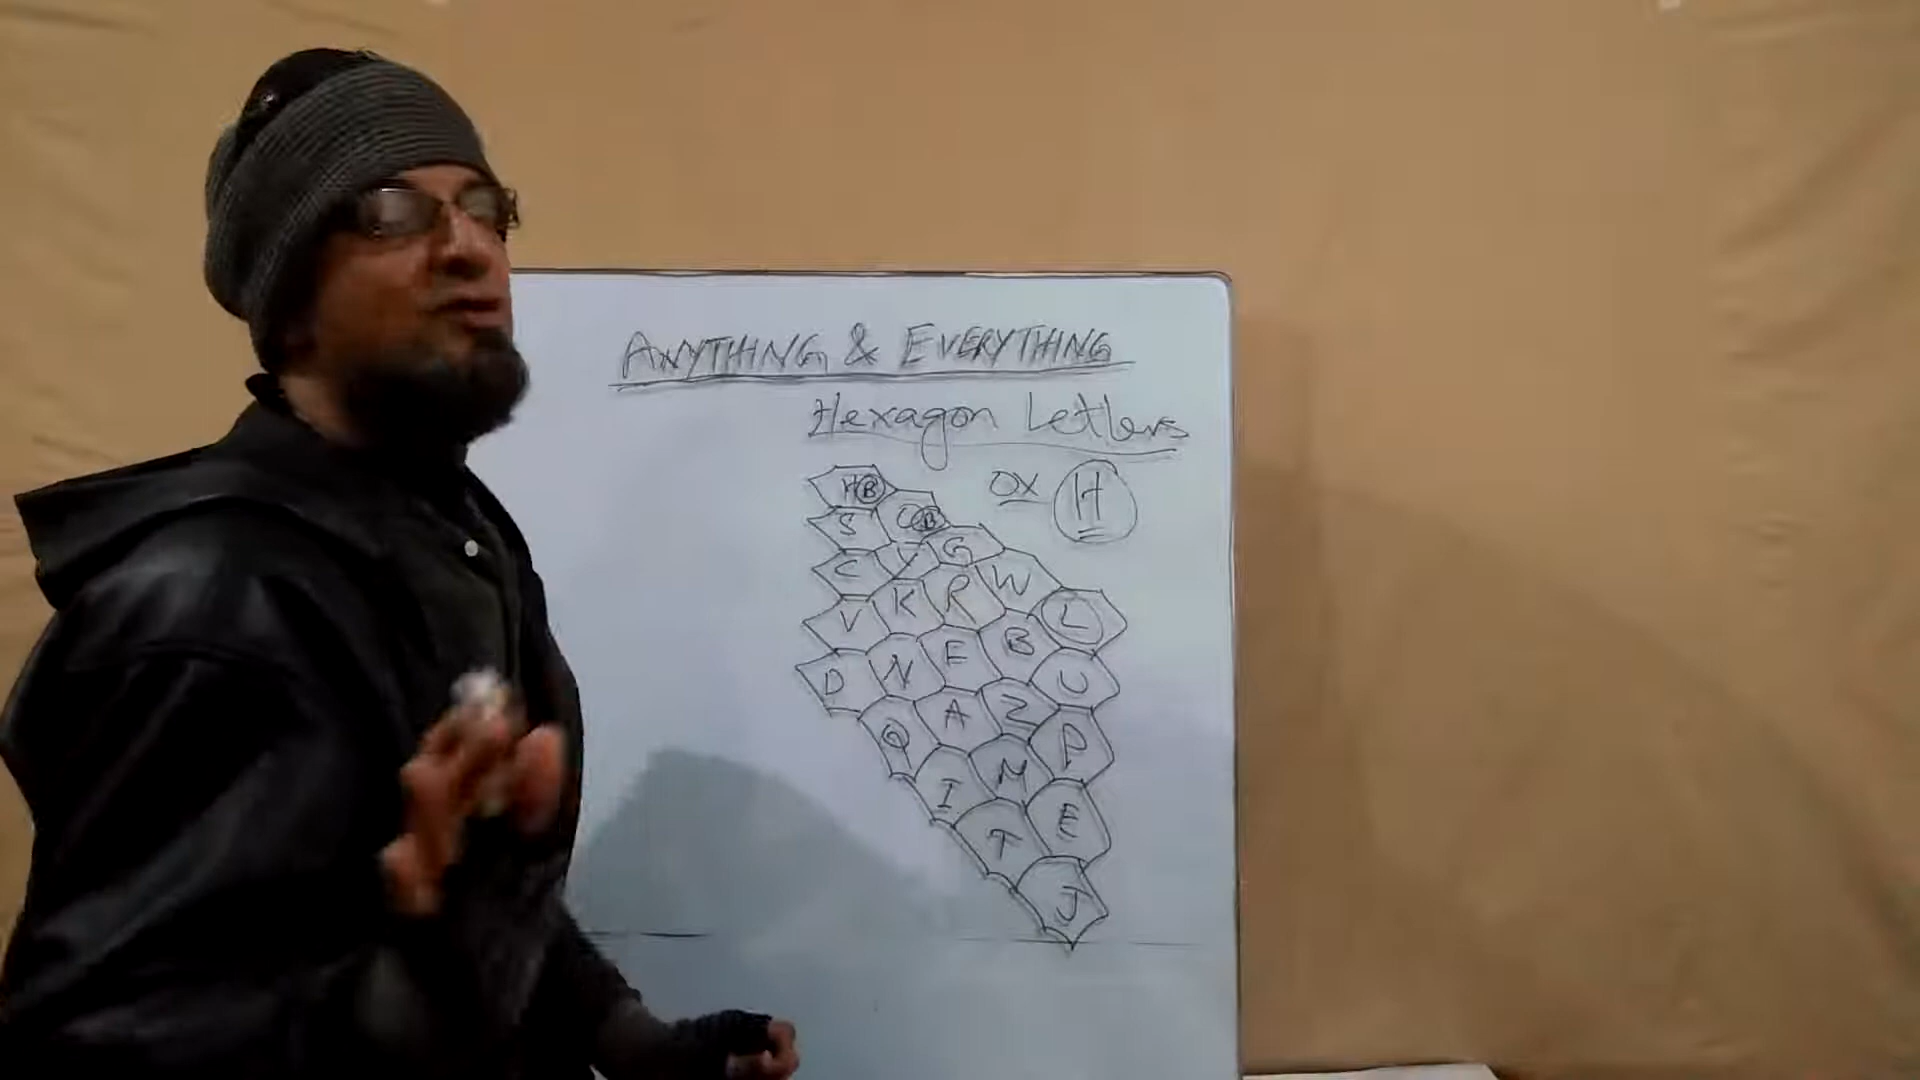 ANYTHING & EVERYTHING
Hexagon Letters
OX H
H B
S C B
C Y G
V K R W L
D N E B U
Q A Z P
I M E
T
J